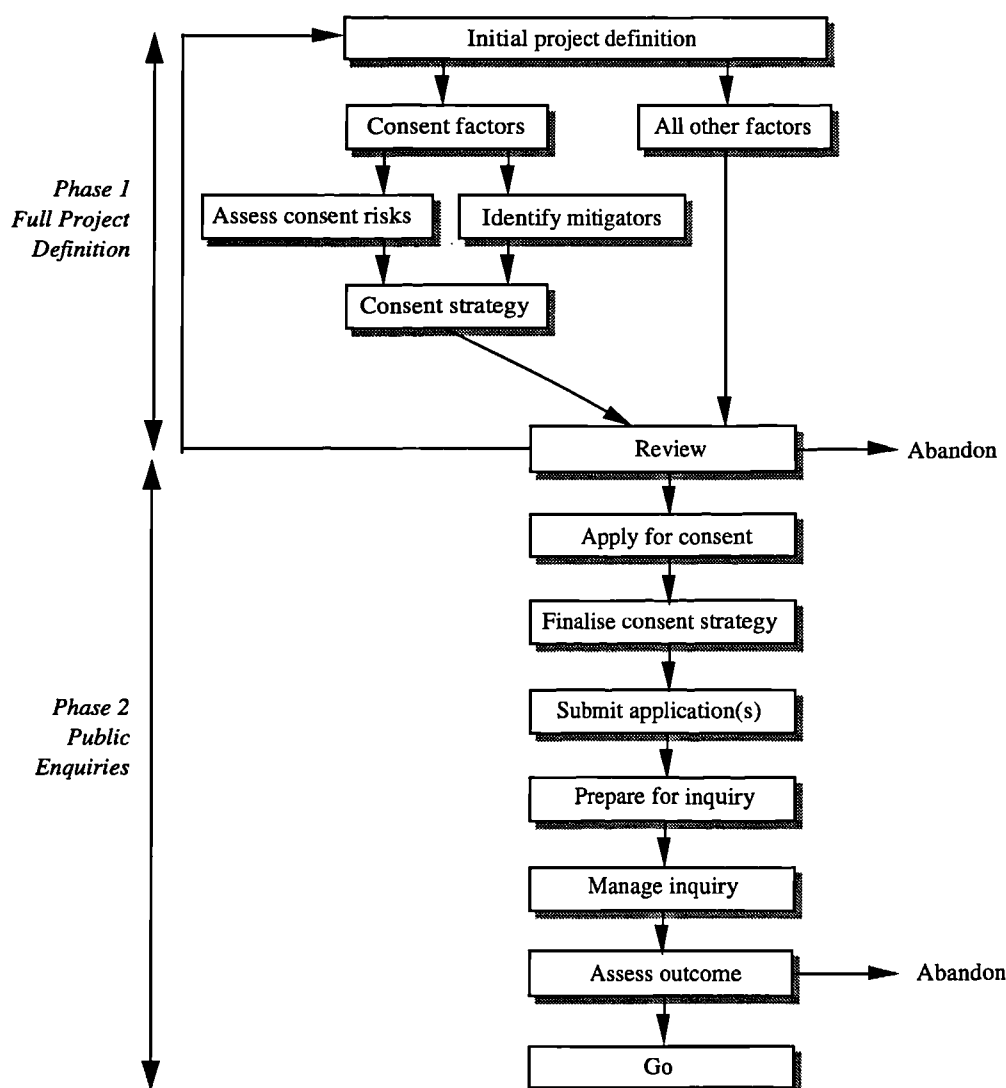 Initial project definition
Consent factors
All other factors
Phase 1
Full Project
Definition
Assess consent risks
Identify mitigators
Consent strategy
Review
Abandon
Apply for consent
Finalise consent strategy
Submit application(s)
Phase 2
Public
Enquiries
Prepare for inquiry
Manage inquiry
Assess outcome
Abandon
Go